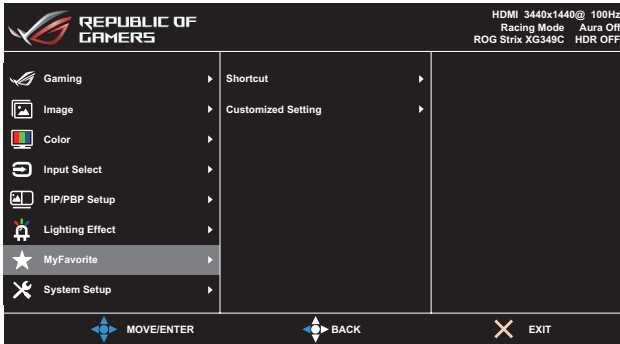 REPUBLIC OF
GAMERS
HDMI 3440x1440@ 100Hz
Racing Mode Aura Off
ROG Strix XG349C HDR OFF
Gaming
Shortcut
Image
Customized Setting
Color
Input Select
PIP/PBP Setup
Lighting Effect
MyFavorite
System Setup
MOVE/ENTER
BACK
EXIT